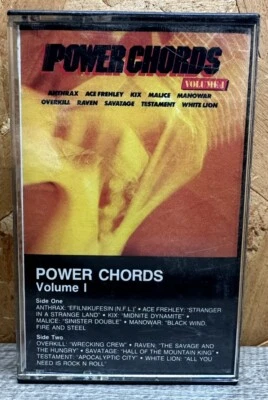 POWER CHORDS
VOLUME 1
ANTHRAX ACE FREHLEY KIX MALICE MANOWAR
OVERKILL RAVEN SAVATAGE TESTAMENT WHITE LION
POWER CHORDS
Volume I
Side One
ANTHRAX: "EFILNIKUFESIN (N.F.L.)" • ACE FREHLEY: "STRANGER
IN A STRANGE LAND" • KIX: "MIDNITE DYNAMITE" •
MALICE: "SINISTER DOUBLE" • MANOWAR: "BLACK WIND,
FIRE AND STEEL
Side Two
OVERKILL: "WRECKING CREW" • RAVEN: "THE SAVAGE AND
THE HUNGRY" • SAVATAGE: "HALL OF THE MOUNTAIN KING" •
TESTAMENT: "APOCALYPTIC CITY" • WHITE LION: "ALL YOU
NEED IS ROCK N ROLL"